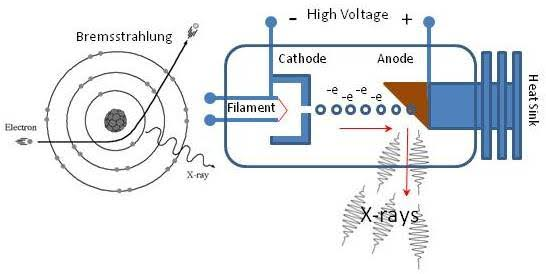 Bremsstrahlung
Electron
-e
X-ray
- High Voltage +
Cathode
Anode
Filament
-e
-e
-e
-e
-e
Heat Sink
X-rays